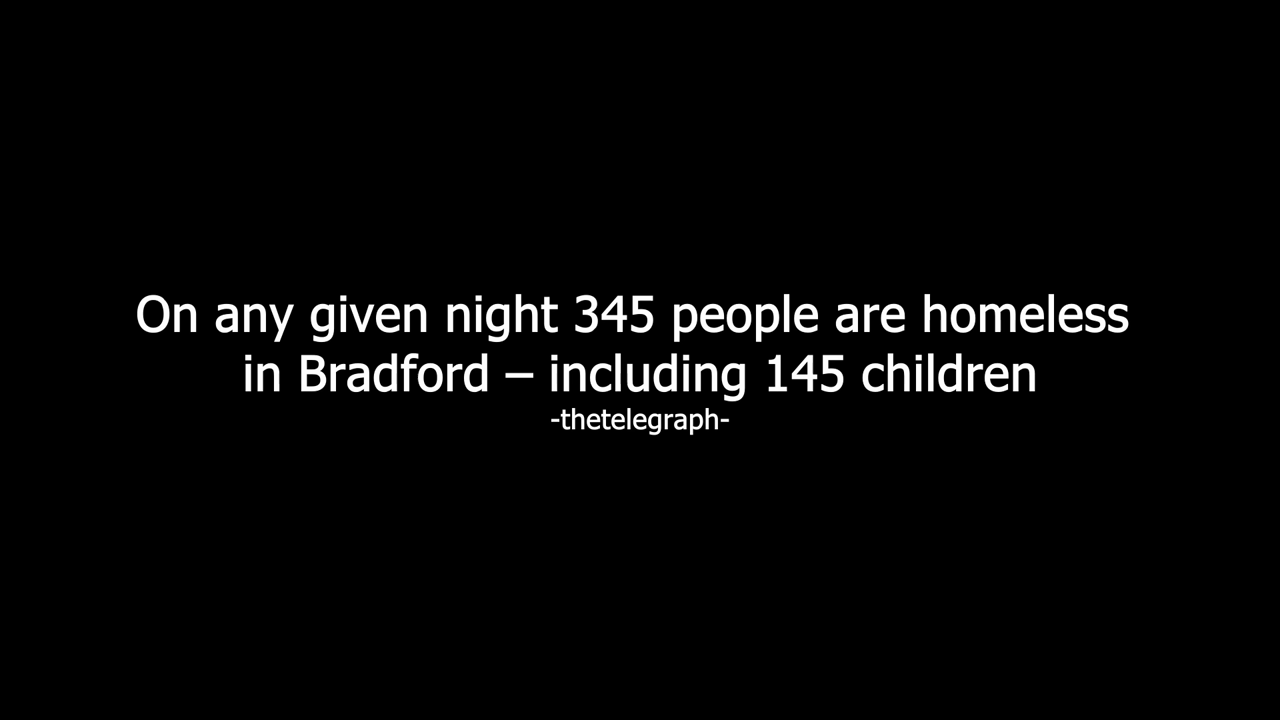 On any given night 345 people are homeless
in Bradford – including 145 children
-thetelegraph-